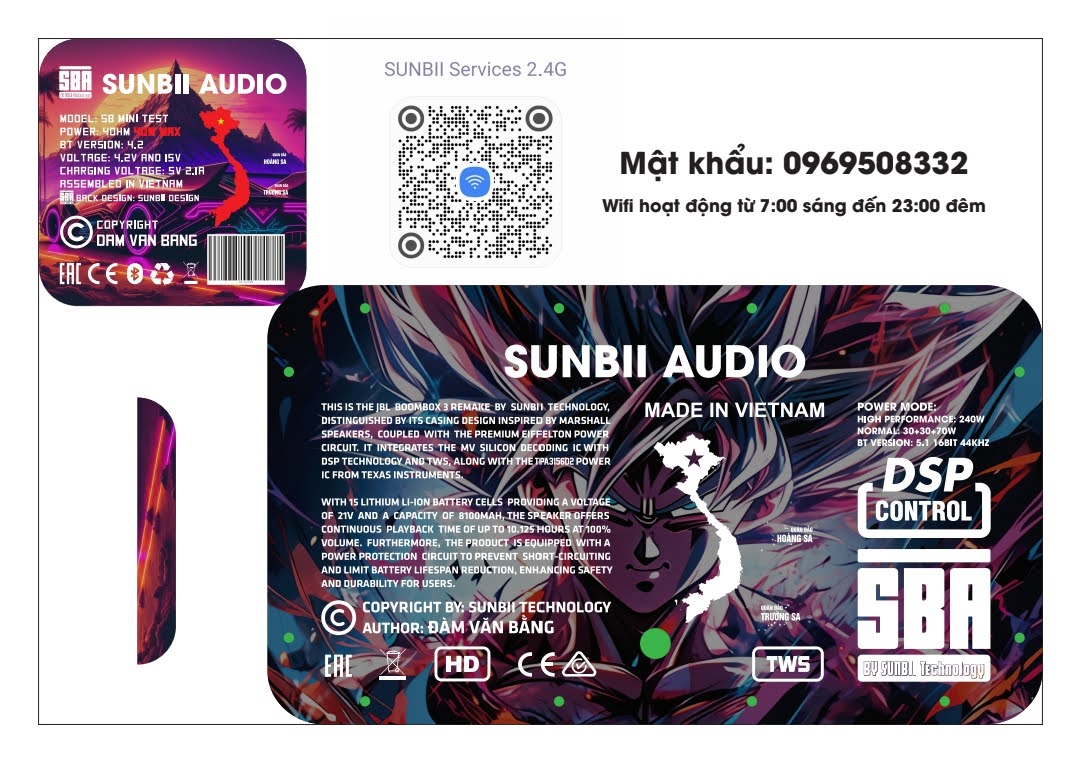 SBA
SUNBII AUDIO
MODEL: SB MINI TEST
POWER: 4OHM 40W MAX
BT VERSION: 4.2
VOLTAGE: 4.2V AND 15V
CHARGING VOLTAGE: 5V 2.1A
ASSEMBLED IN VIETNAM
SBA BACK DESIGN: SUNBII DESIGN
© COPYRIGHT
DAM VAN BANG
QUẦN ĐẢO
HOÀNG SA
QUẦN ĐẢO
TRƯỜNG SA
EAC CE
SUNBII Services 2.4G
Mật khẩu: 0969508332
Wifi hoạt động từ 7:00 sáng đến 23:00 đêm
SUNBII AUDIO
THIS IS THE JBL BOOMBOX 3 REMAKE BY SUNBII TECHNOLOGY,
DISTINGUISHED BY ITS CASING DESIGN INSPIRED BY MARSHALL
SPEAKERS, COUPLED WITH THE PREMIUM EIFFELTON POWER
CIRCUIT. IT INTEGRATES THE MV SILICON DECODING IC WITH
DSP TECHNOLOGY AND TWS, ALONG WITH THE TPA3156D2 POWER
IC FROM TEXAS INSTRUMENTS.
WITH 15 LITHIUM LI-ION BATTERY CELLS PROVIDING A VOLTAGE
OF 21V AND A CAPACITY OF 8100MAH, THE SPEAKER OFFERS
CONTINUOUS PLAYBACK TIME OF UP TO 10.125 HOURS AT 100%
VOLUME. FURTHERMORE, THE PRODUCT IS EQUIPPED WITH A
POWER PROTECTION CIRCUIT TO PREVENT SHORT-CIRCUITING
AND LIMIT BATTERY LIFESPAN REDUCTION, ENHANCING SAFETY
AND DURABILITY FOR USERS.
© COPYRIGHT BY: SUNBII TECHNOLOGY
AUTHOR: ĐÀM VĂN BẰNG
EAC HD CE
MADE IN VIETNAM
QUẦN ĐẢO
HOÀNG SA
QUẦN ĐẢO
TRƯỜNG SA
TWS
POWER MODE:
HIGH PERFORMANCE: 240W
NORMAL: 30+30+70W
BT VERSION: 5.1 16BIT 44KHZ
DSP
CONTROL
SBA
BY SUNBII Technology